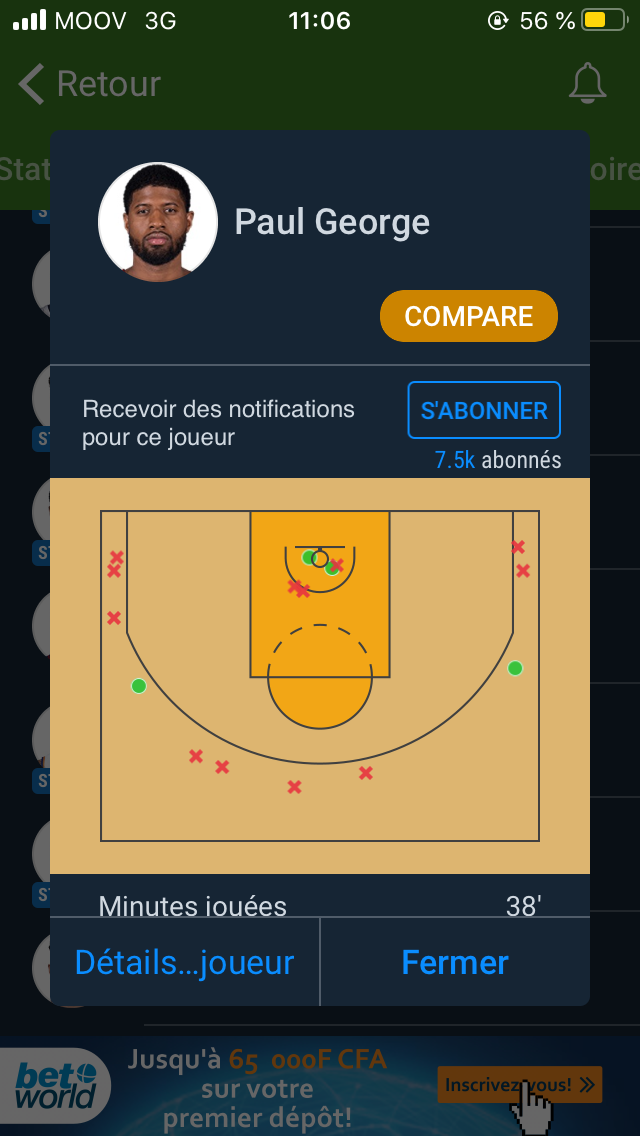 MOOV 3G 11:06 56 %
Retour
Stat
oire
Paul George
COMPARE
Recevoir des notifications
pour ce joueur
S'ABONNER
7.5k abonnés
Minutes jouées 38'
Détails...joueur Fermer
Jusqu'à 65 000F CFA
sur votre
premier dépôt!
bet
world
Inscrivez-vous!